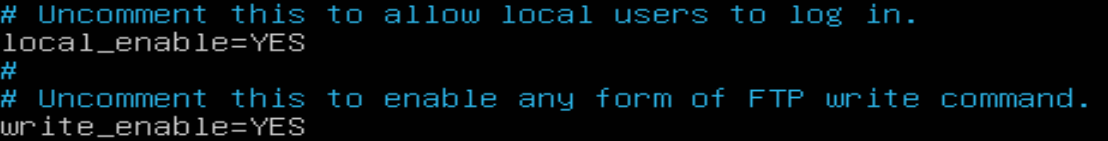 # Uncomment this to allow local users to log in.
local_enable=YES
#
# Uncomment this to enable any form of FTP write command.
write_enable=YES